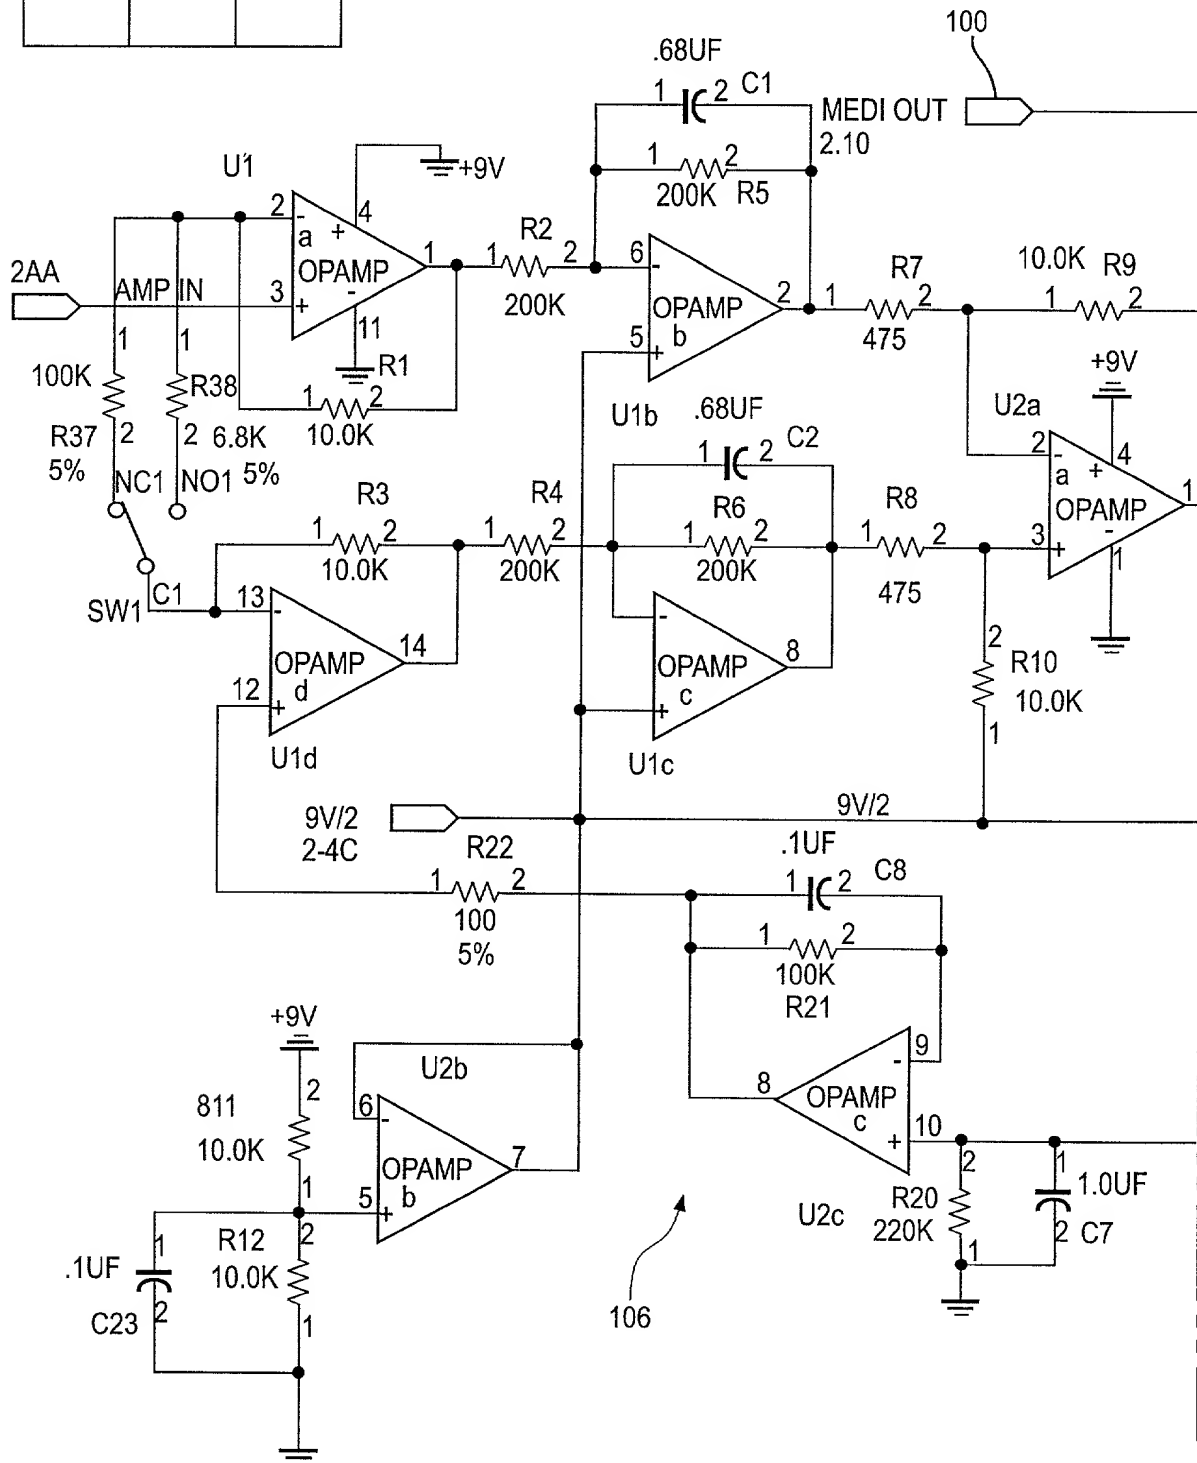 100
.68UF
1 2 C1
MEDI OUT
2.10
U1
+9V
1 2
200K R5
2 - 4
a +
OPAMP 1
R2
1 2
200K
6 -
OPAMP 2
b
5 +
1 R7 2
475
10.0K R9
1 2
2AA
AMP IN
3 + -
11
R1
1 2
10.0K
1 1
100K R38
R37 2 2 6.8K
5% 5%
NC1 NO1
U1b
.68UF
1 2 C2
+9V
U2a
2 - 4
a +
OPAMP 1
3 + -
1
R3
1 2
10.0K
R4
1 2
200K
R6
200K
R8
1 2
475
SW1 C1
13 -
OPAMP 14
d
12 +
U1d
-
OPAMP 8
c
+
U1c
2
R10
10.0K
1
9V/2
2-4C
9V/2
R22
1 2
100
5%
.1UF
1 2 C8
1 2
100K
R21
+9V
2
811
10.0K
1
U2b
6 -
OPAMP 7
b
5 +
9 -
8 OPAMP
c
+ 10
U2c
2 1
R20 1.0UF
220K
1 2 C7
R12 2
10.0K
1
1
.1UF
C23 2
106